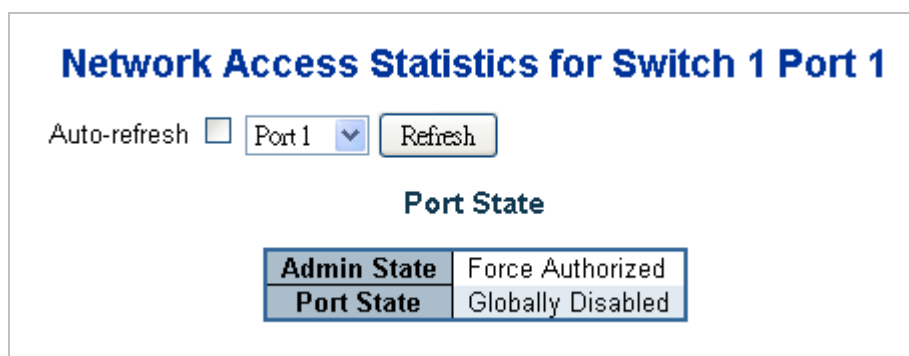 Network Access Statistics for Switch 1 Port 1
Auto-refresh Port 1 Refresh
Port State
Admin State Force Authorized
Port State Globally Disabled